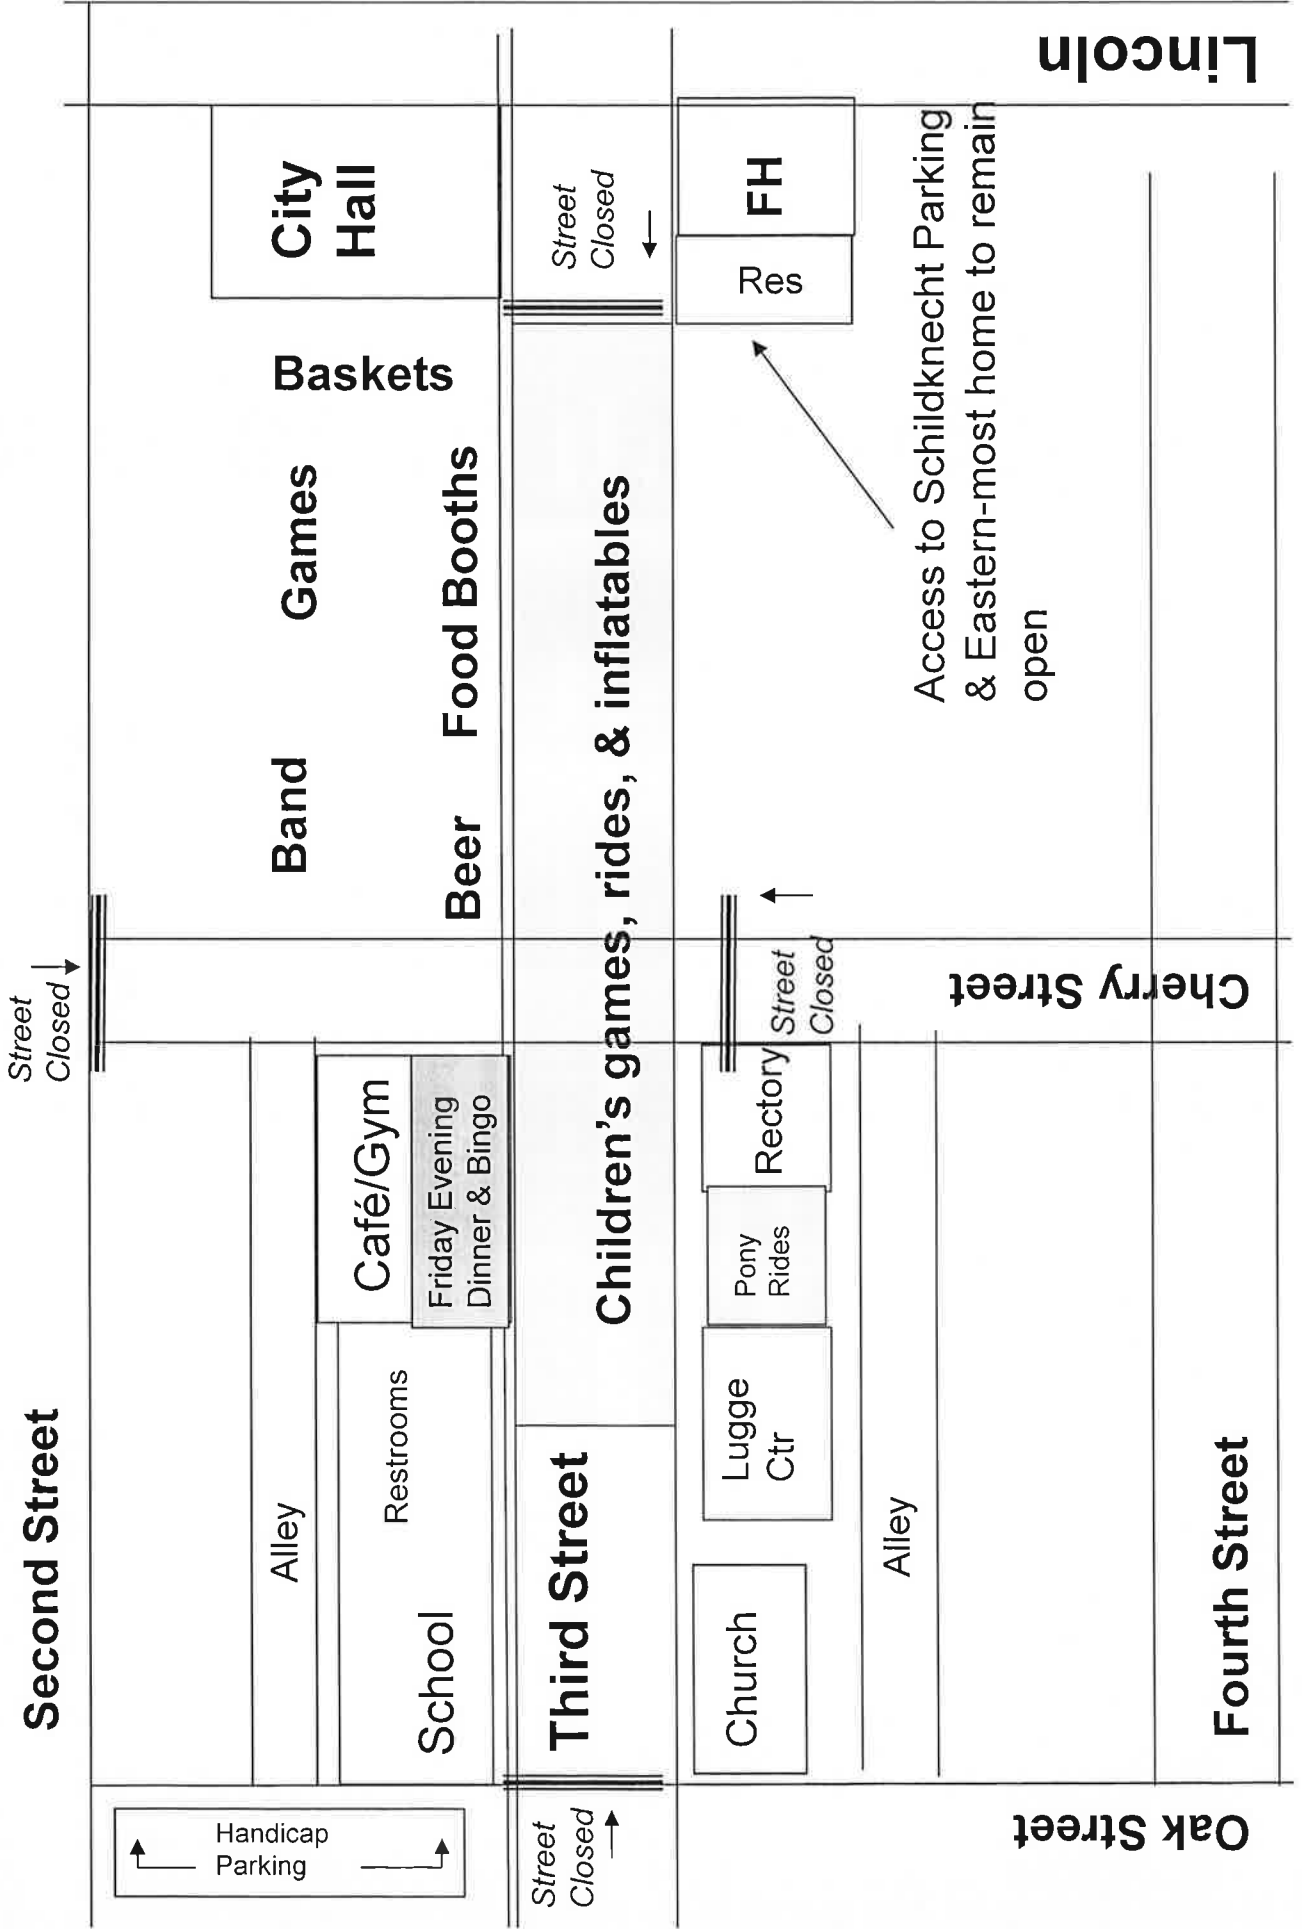 Second Street
Street
Closed
Alley
Café/Gym
Friday Evening
Dinner & Bingo
School
Restrooms
Band
Games
Baskets
City
Hall
Beer
Food Booths
Handicap
Parking
Street
Closed
Third Street
Children's games, rides, & inflatables
Street
Closed
Church
Lugge
Ctr
Pony
Rides
Rectory
Street
Closed
Res
FH
Alley
Access to Schildknecht Parking
& Eastern-most home to remain
open
Fourth Street
Oak Street
Cherry Street
Lincoln